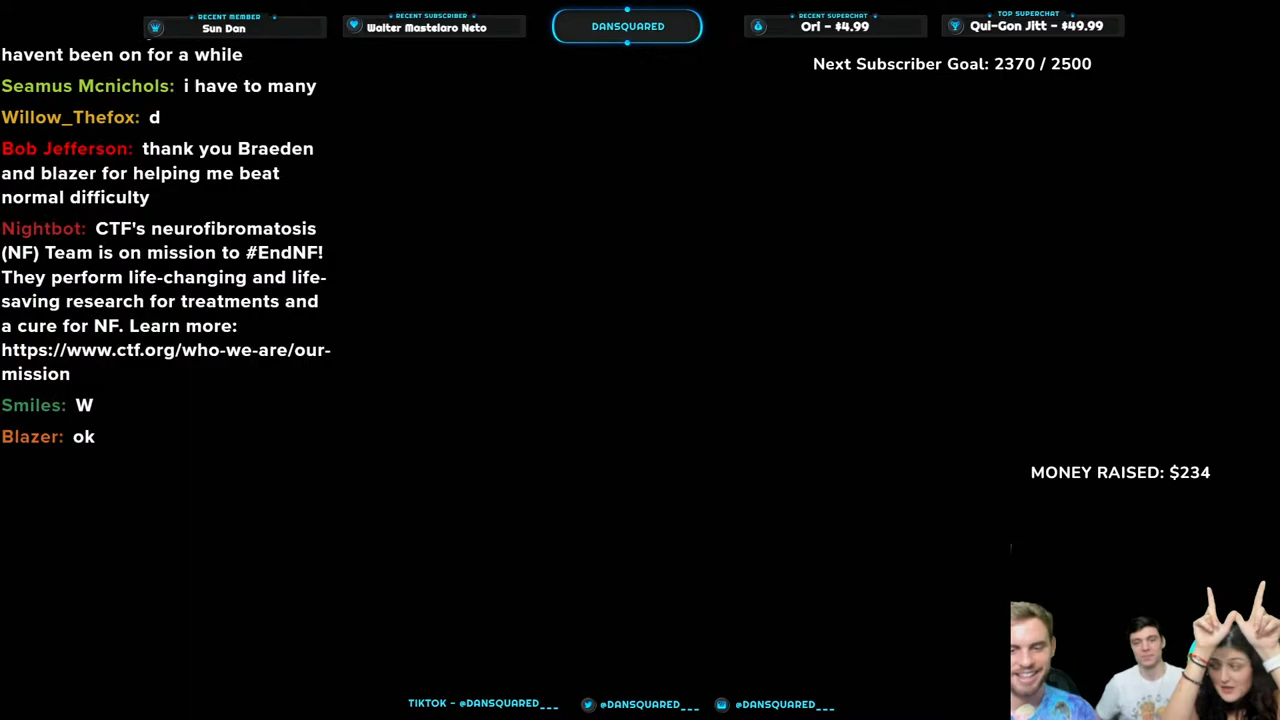 RECENT MEMBER
Sun Dan
RECENT SUBSCRIBER
Walter Mastelaro Neto
DANSQUARED
RECENT SUPERCHAT
Ori - $4.99
TOP SUPERCHAT
Qui-Gon Jitt - $49.99
Next Subscriber Goal: 2370 / 2500
havent been on for a while
Seamus Mcnichols: i have to many
Willow_Thefox: d
Bob Jefferson: thank you Braeden
and blazer for helping me beat
normal difficulty
Nightbot: CTF's neurofibromatosis
(NF) Team is on mission to #EndNF!
They perform life-changing and life-
saving research for treatments and
a cure for NF. Learn more:
https://www.ctf.org/who-we-are/our-
mission
Smiles: W
Blazer: ok
MONEY RAISED: $234
TIKTOK - @DANSQUARED___
@DANSQUARED___
@DANSQUARED___